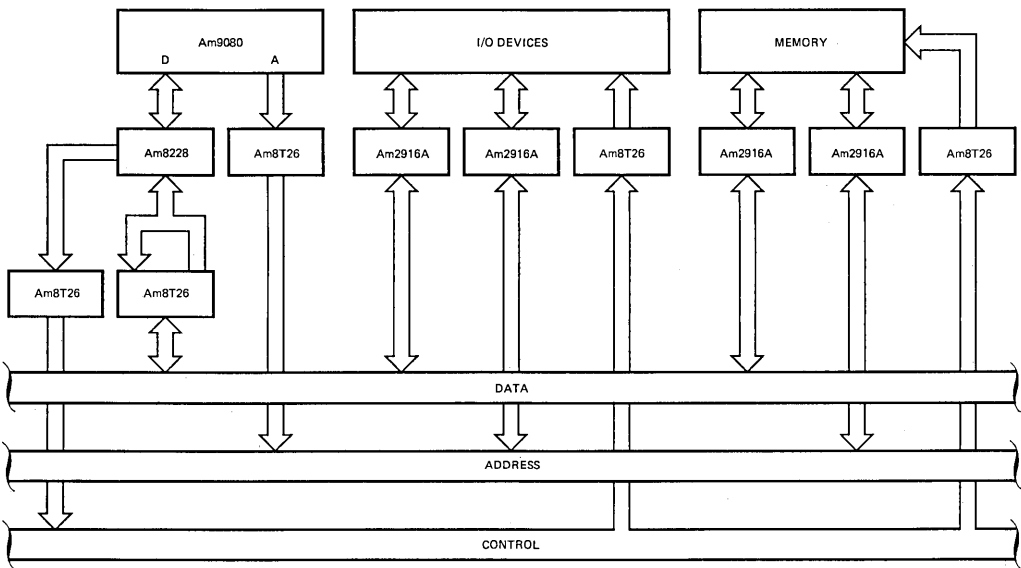 Am9080
D A
I/O DEVICES
MEMORY
Am8228
Am8T26
Am2916A
Am2916A
Am8T26
Am2916A
Am2916A
Am8T26
Am8T26
Am8T26
DATA
ADDRESS
CONTROL